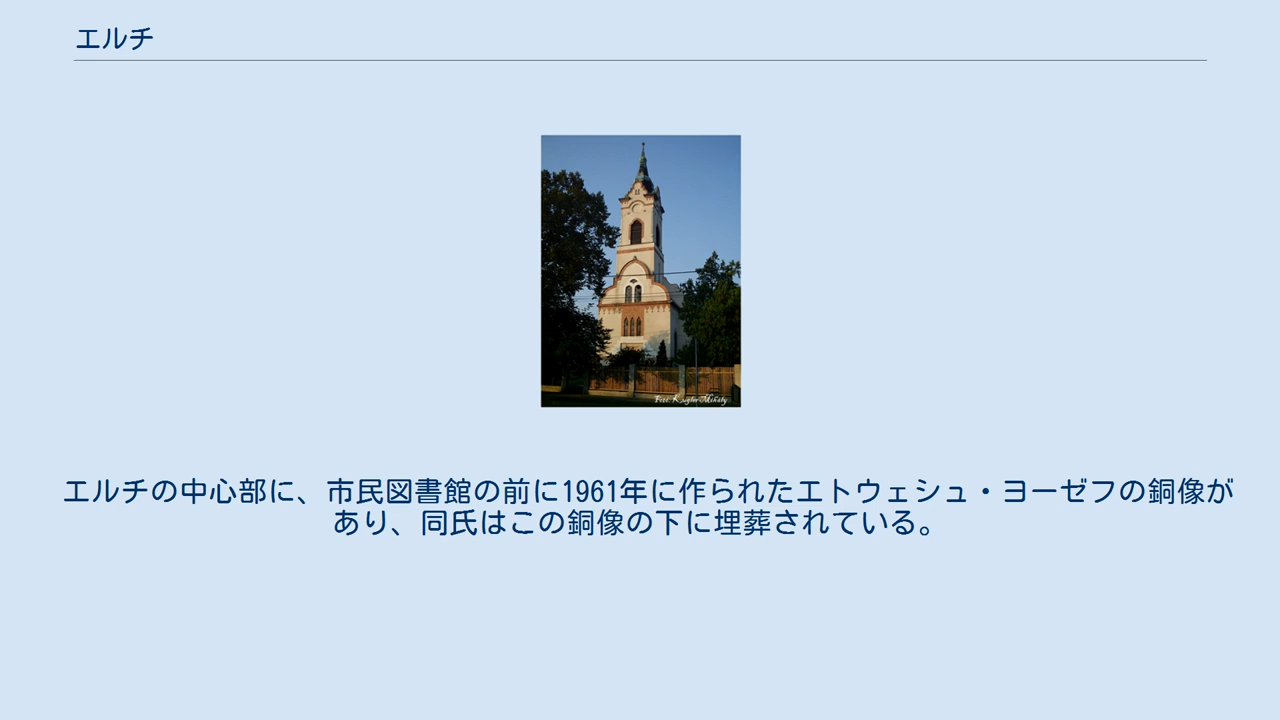 エルチ
Foto: Kugler Mihály
エルチの中心部に、市民図書館の前に1961年に作られたエトウェシュ・ヨーゼフの銅像が
あり、同氏はこの銅像の下に埋葬されている。